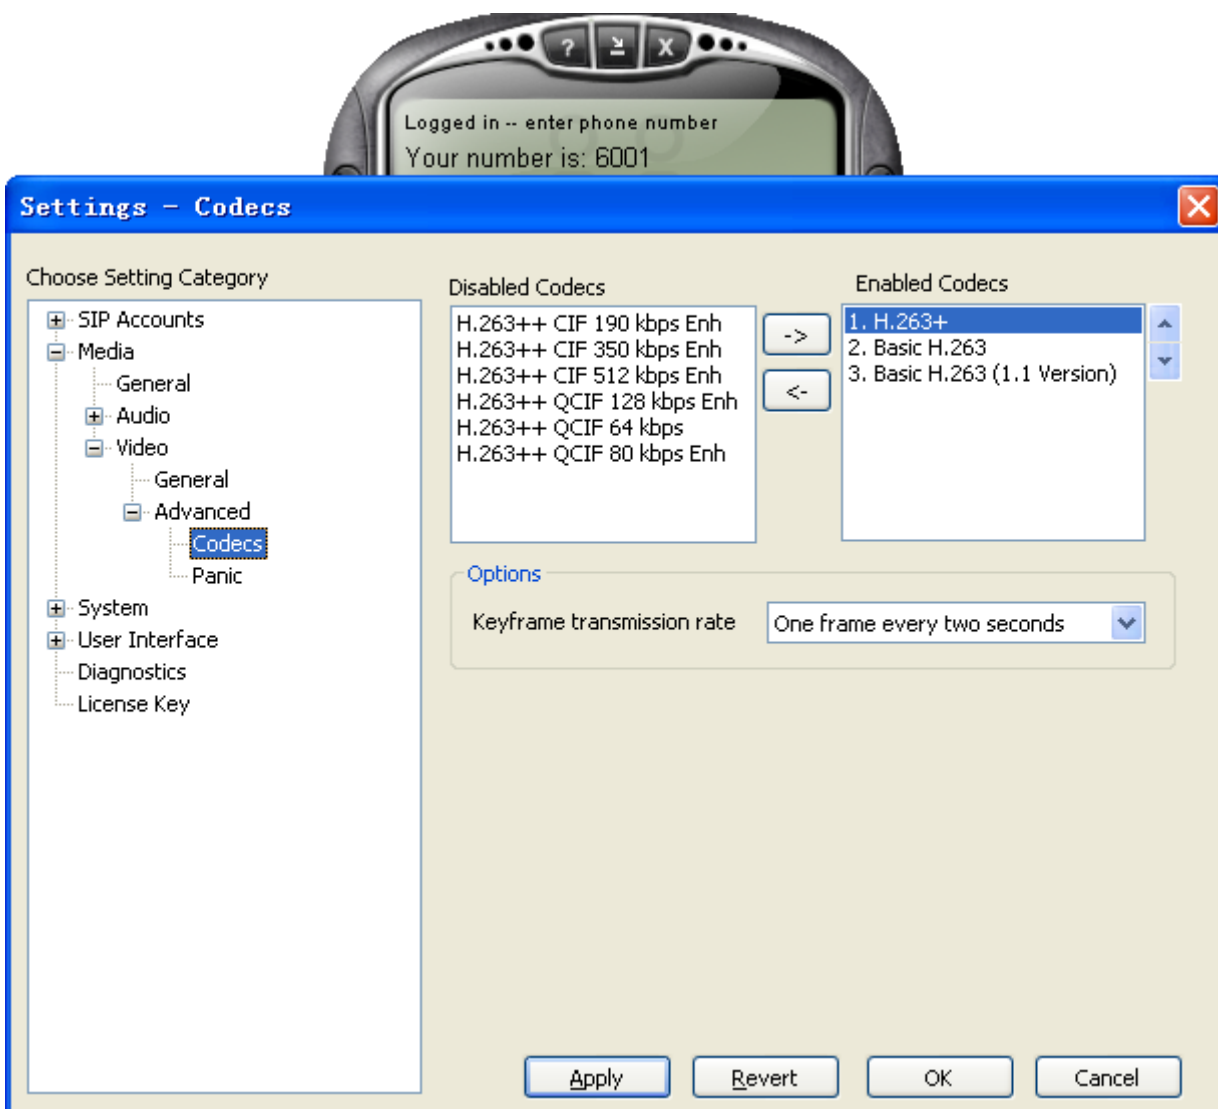 ?
X
Logged in -- enter phone number
Your number is: 6001
Settings - Codecs
Choose Setting Category
SIP Accounts
Media
General
Audio
Video
General
Advanced
Codecs
Panic
System
User Interface
Diagnostics
License Key
Disabled Codecs
H.263++ CIF 190 kbps Enh
H.263++ CIF 350 kbps Enh
H.263++ CIF 512 kbps Enh
H.263++ QCIF 128 kbps Enh
H.263++ QCIF 64 kbps
H.263++ QCIF 80 kbps Enh
->
<-
Enabled Codecs
1. H.263+
2. Basic H.263
3. Basic H.263 (1.1 Version)
Options
Keyframe transmission rate
One frame every two seconds
Apply
Revert
OK
Cancel